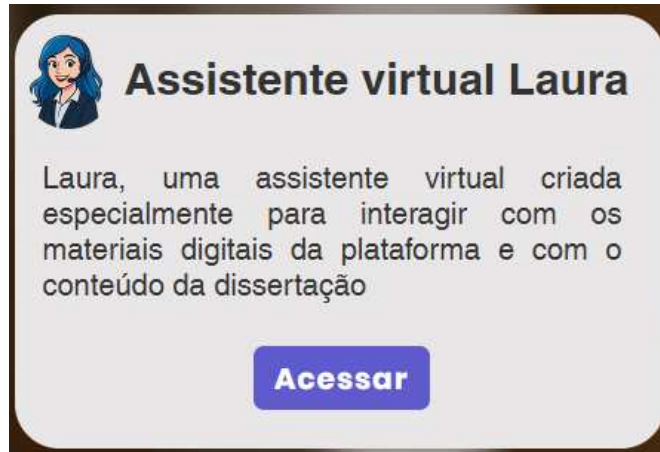 Assistente virtual Laura
Laura, uma assistente virtual criada
especialmente para interagir com os
materiais digitais da plataforma e com o
conteúdo da dissertação
Acessar